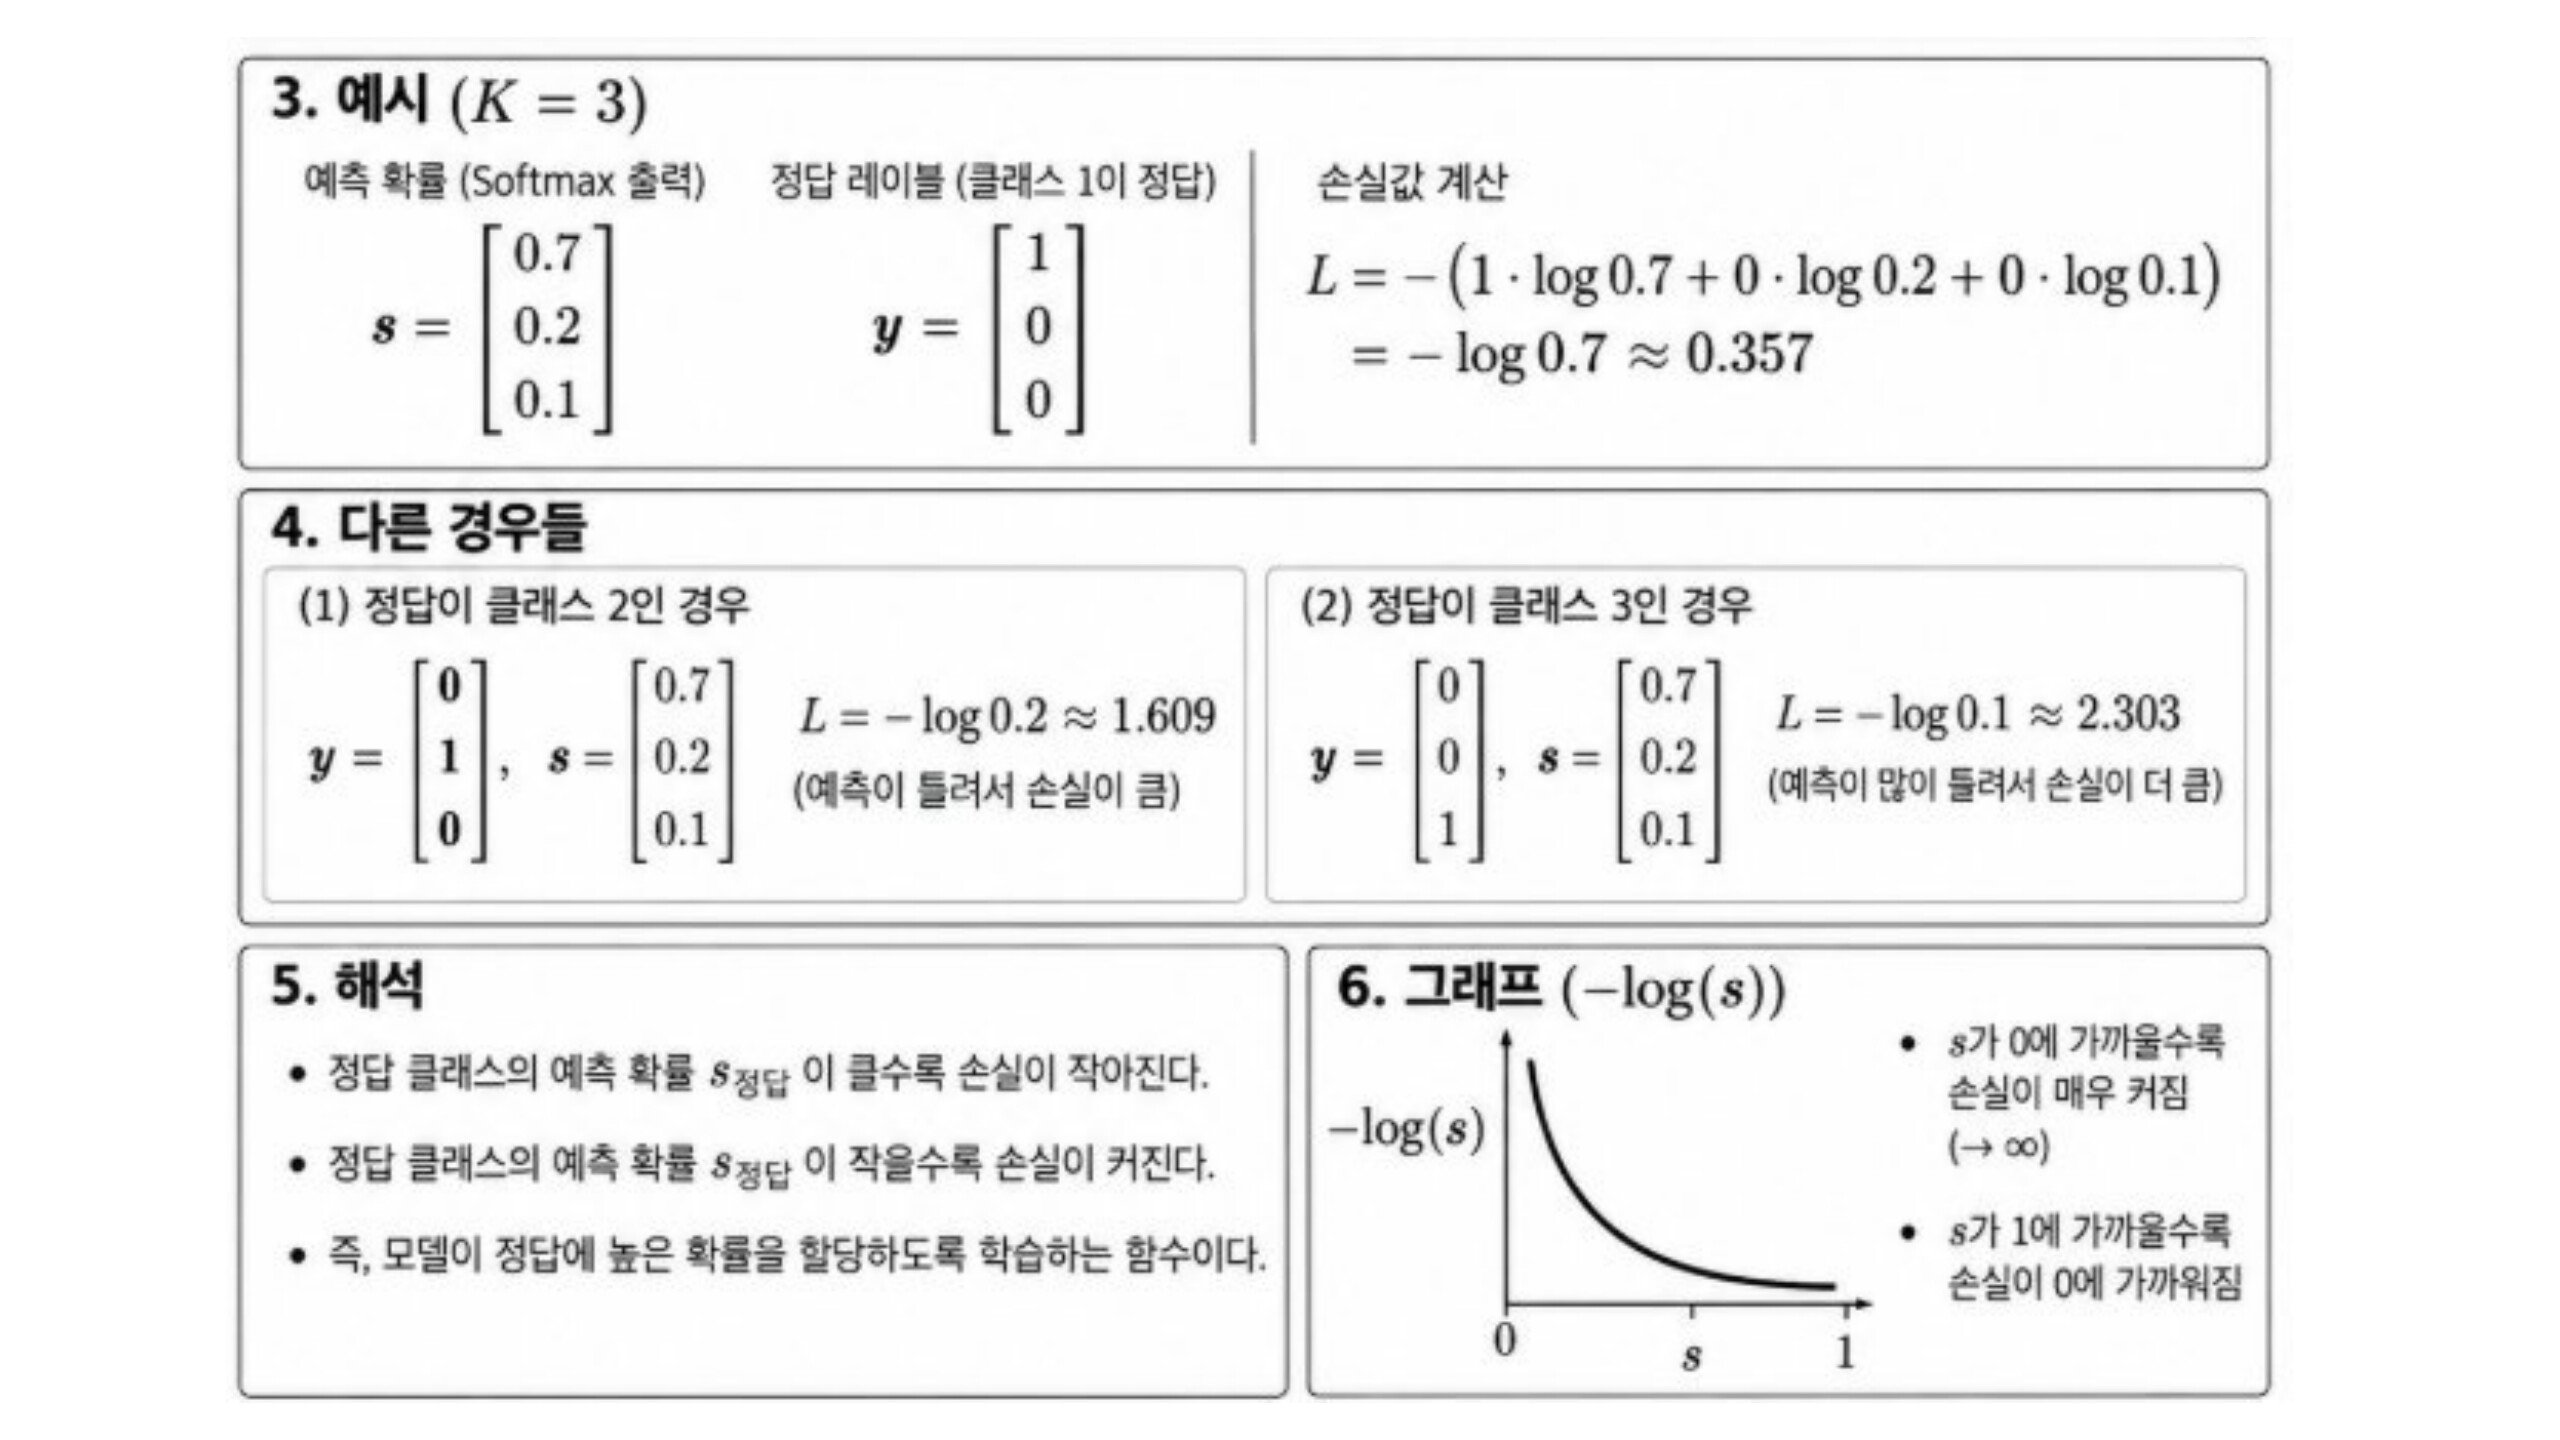 3. 예시 (K = 3)
예측 확률 (Softmax 출력)
s = [0.7 0.2 0.1]
정답 레이블 (클래스 1이 정답)
y = [1 0 0]
손실값 계산
L = −(1 · log 0.7 + 0 · log 0.2 + 0 · log 0.1)
= − log 0.7 ≈ 0.357
4. 다른 경우들
(1) 정답이 클래스 2인 경우
y = [0 1 0], s = [0.7 0.2 0.1]
L = − log 0.2 ≈ 1.609
(예측이 틀려서 손실이 큼)
(2) 정답이 클래스 3인 경우
y = [0 0 1], s = [0.7 0.2 0.1]
L = − log 0.1 ≈ 2.303
(예측이 많이 틀려서 손실이 더 큼)
5. 해석
• 정답 클래스의 예측 확률 s정답 이 클수록 손실이 작아진다.
• 정답 클래스의 예측 확률 s정답 이 작을수록 손실이 커진다.
• 즉, 모델이 정답에 높은 확률을 할당하도록 학습하는 함수이다.
6. 그래프 (−log(s))
−log(s)
0
s
1
• s가 0에 가까울수록
손실이 매우 커짐
(→ ∞)
• s가 1에 가까울수록
손실이 0에 가까워짐